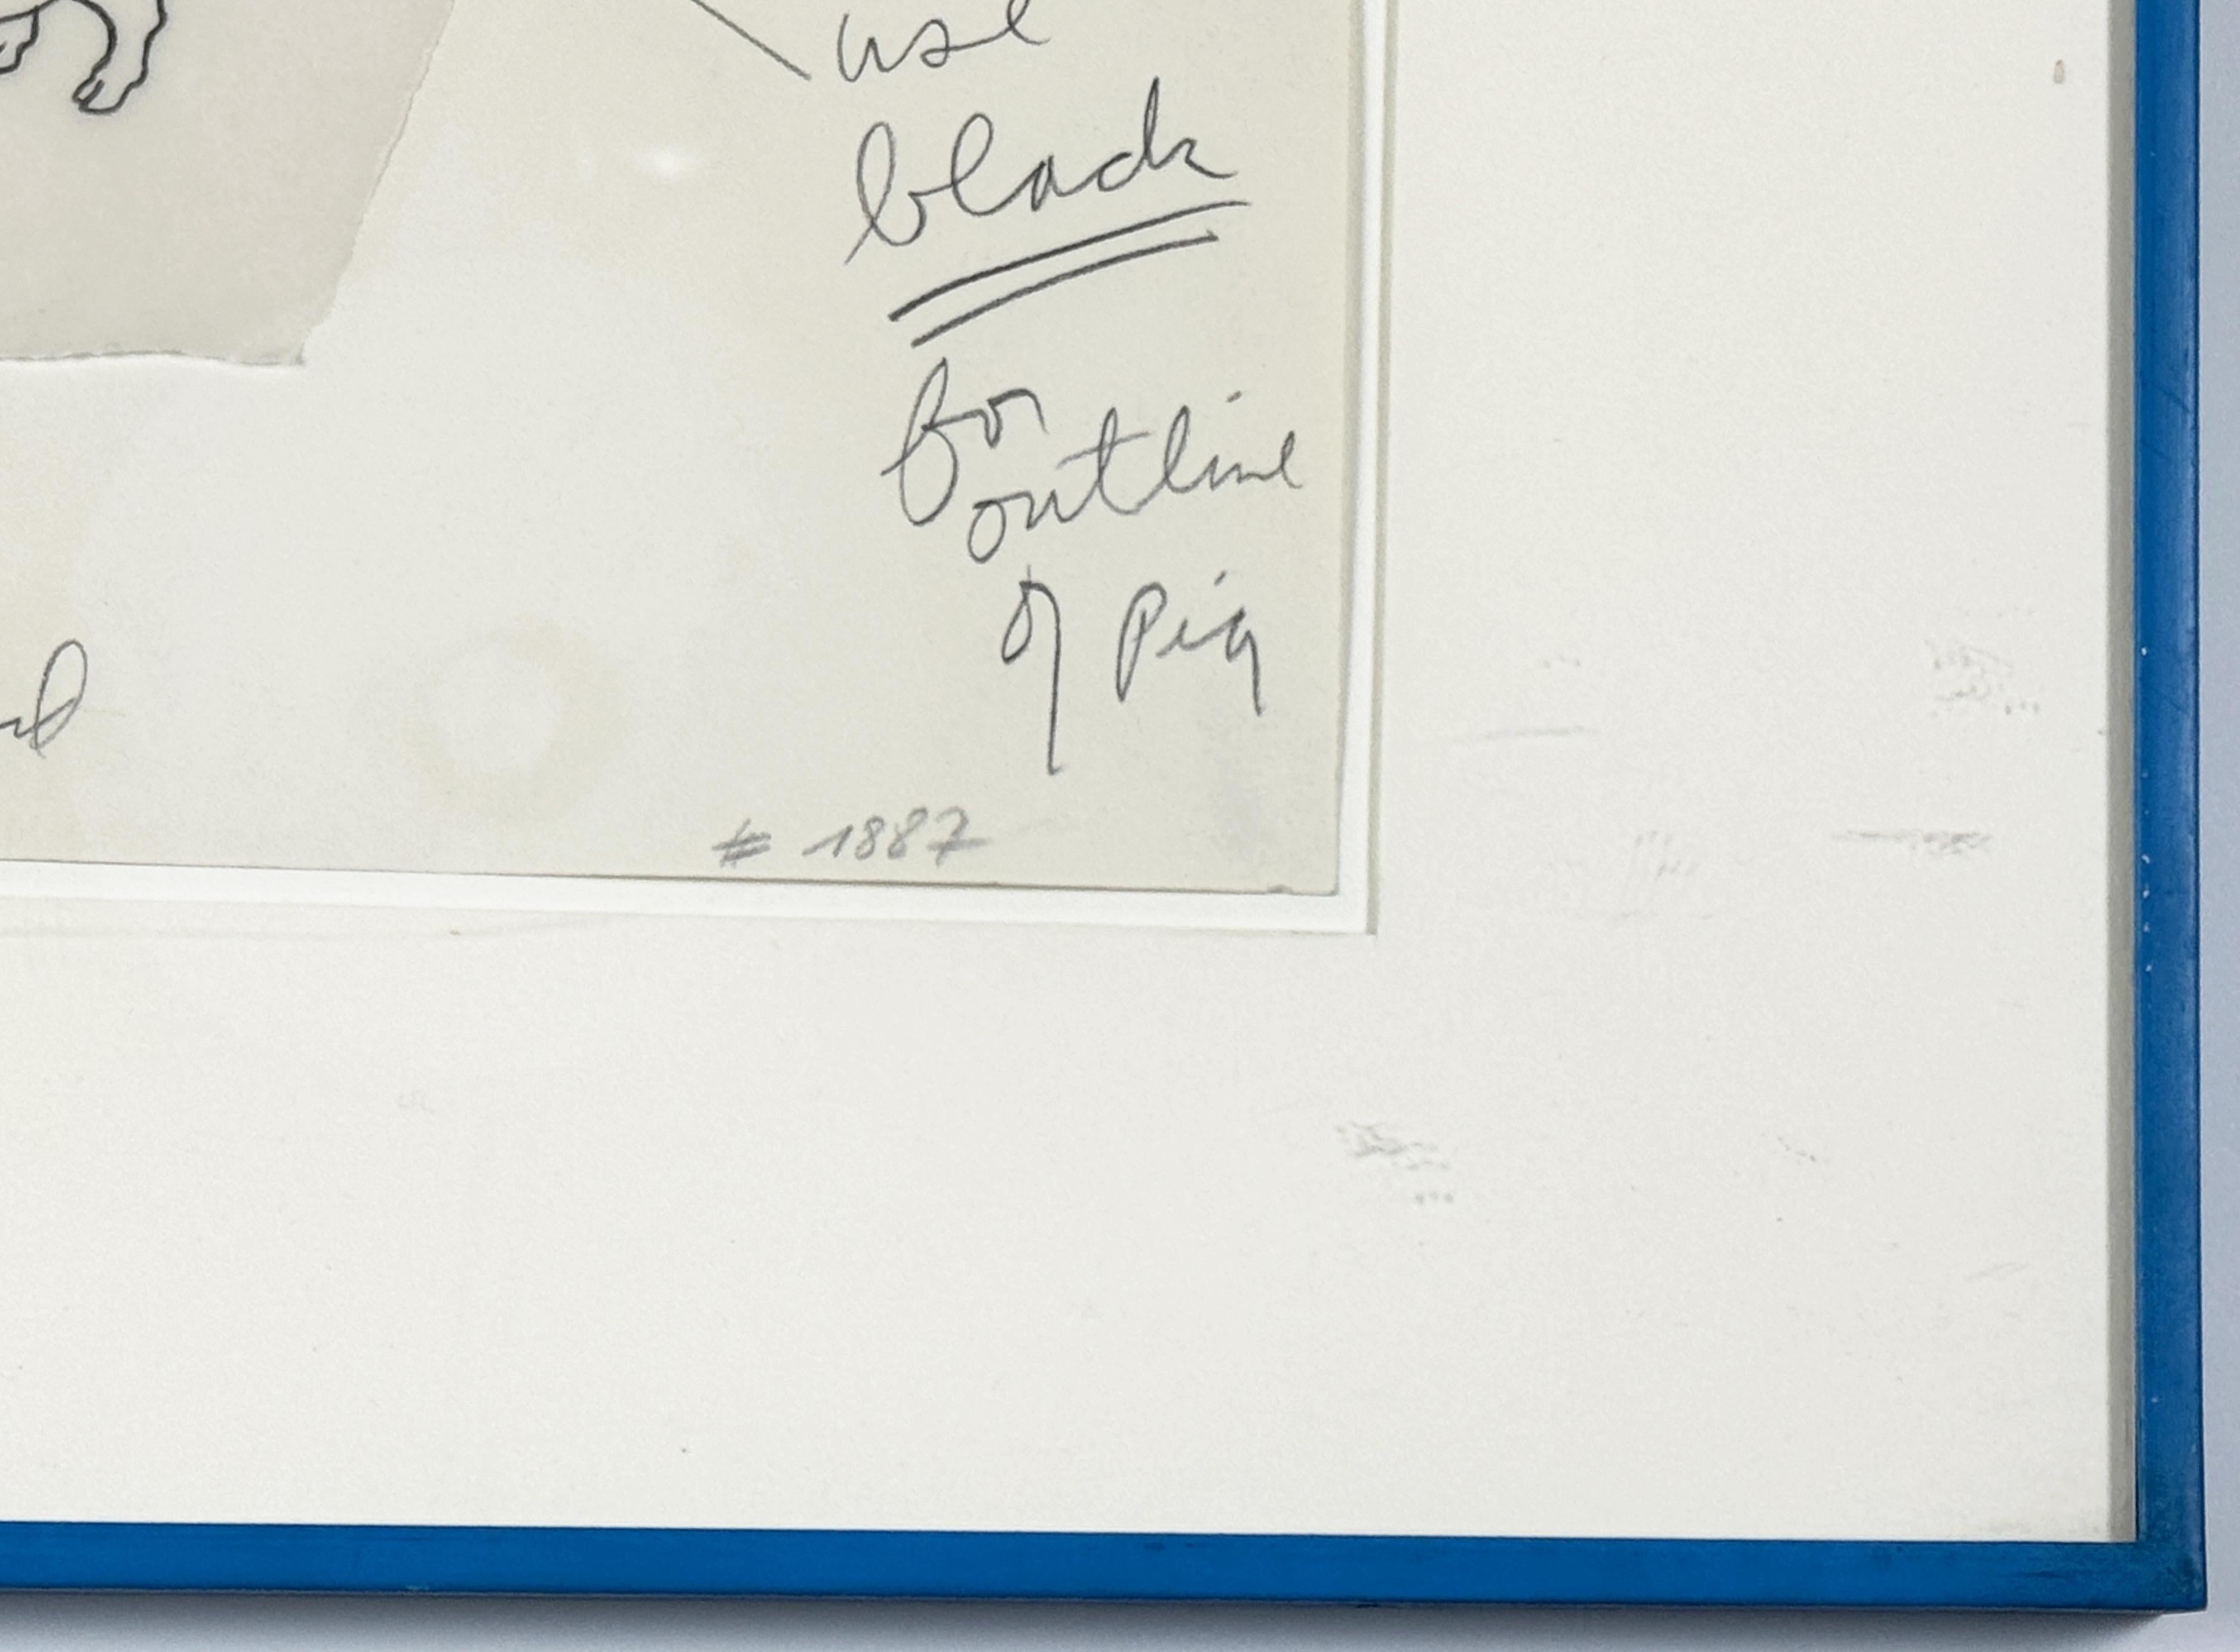 use
black
for
outline
of pig
# 1887